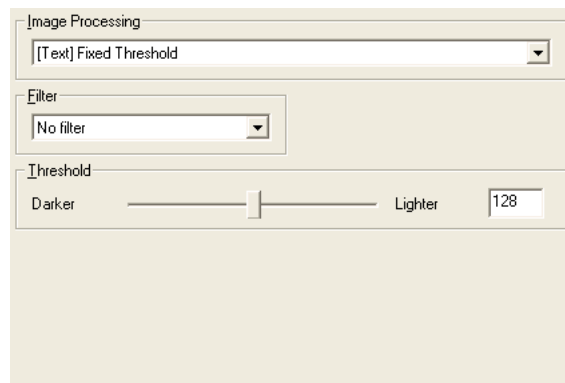 Image Processing
[Text] Fixed Threshold
Filter
No filter
Threshold
Darker Lighter 128